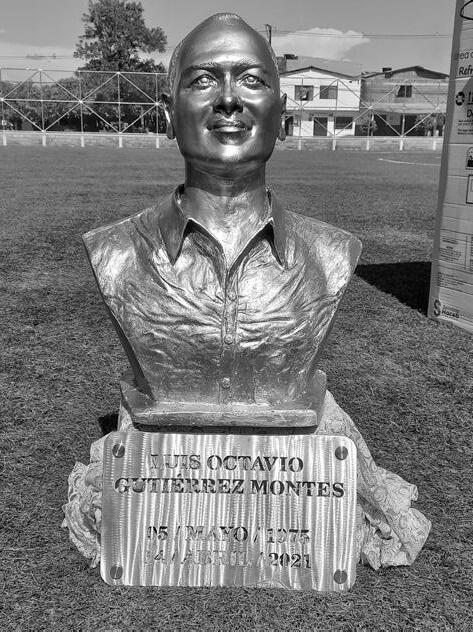 LUIS OCTAVIO
GUTIERREZ MONTES
05 / MAYO / 1975
14 / ABRIL / 2021